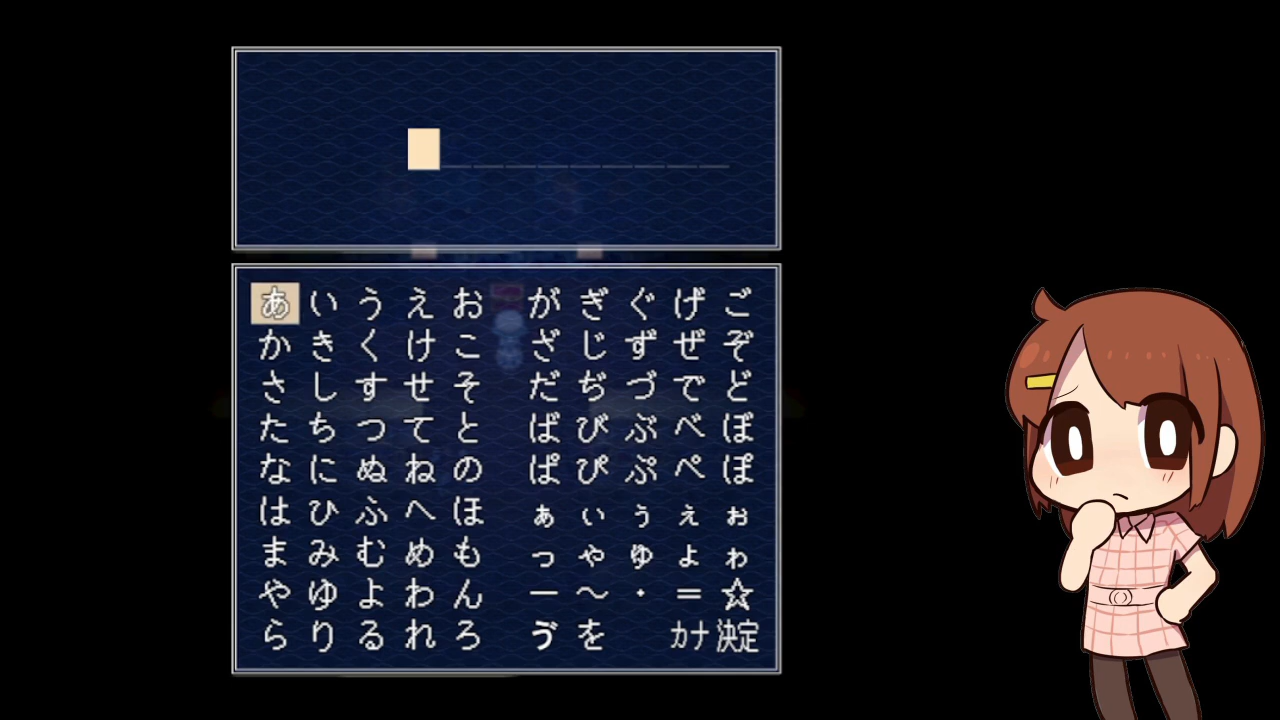 あいうえお がぎぐげご
かきくけこ ざじずぜぞ
さしすせそ だぢづでど
たちつてと ばびぶべぼ
なにぬねの ぱぴぷぺぽ
はひふへほ ぁぃぅぇぉ
まみむめも っゃゅょゎ
やゆよわん ー～・＝☆
らりるれろ ゔを カナ 決定